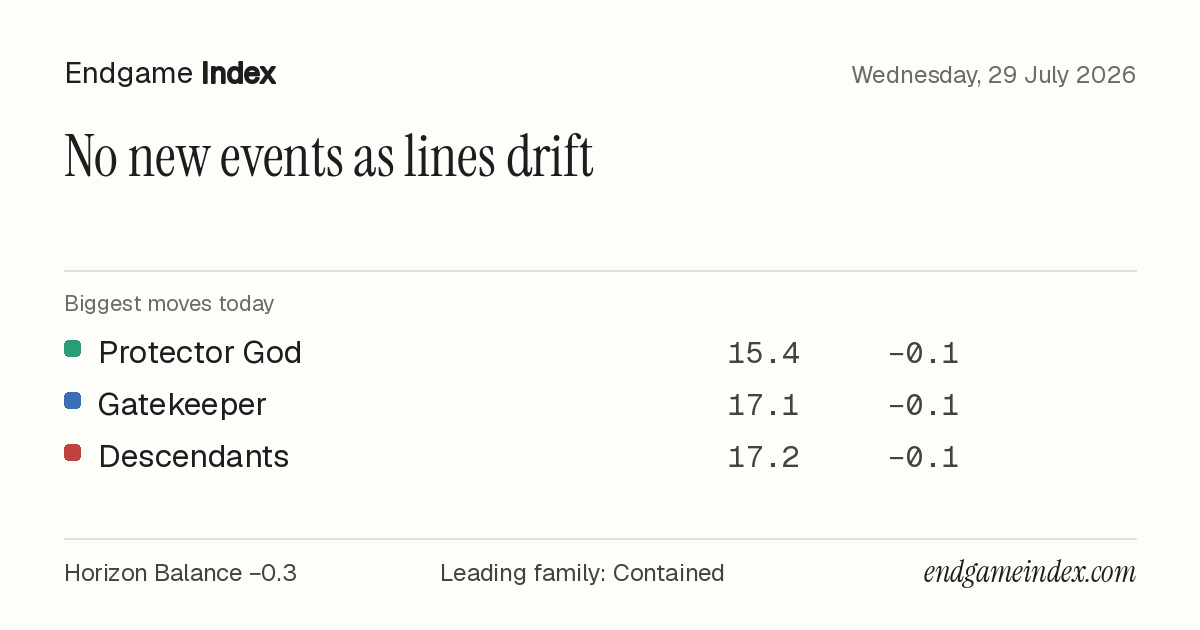 Endgame Index
Wednesday, 29 July 2026
No new events as lines drift
Biggest moves today
Protector God 15.4 −0.1
Gatekeeper 17.1 −0.1
Descendants 17.2 −0.1
Horizon Balance −0.3 Leading family: Contained endgameindex.com